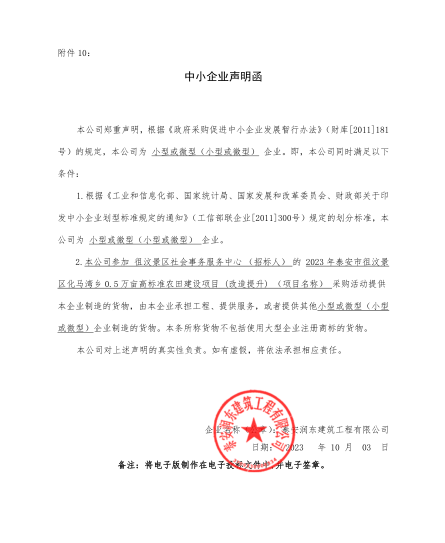 附件 10：
中小企业声明函
本公司郑重声明，根据《政府采购促进中小企业发展暂行办法》（财库[2011]181
号）的规定，本公司为 小型或微型（小型或微型） 企业。即，本公司同时满足以下
条件：
1.根据《工业和信息化部、国家统计局、国家发展和改革委员会、财政部关于印
发中小企业划型标准规定的通知》（工信部联企业[2011]300号）规定的划分标准，本
公司为 小型或微型（小型或微型） 企业。
2.本公司参加 徂汶景区社会事务服务中心 （招标人） 的 2023 年泰安市徂汶景
区化马湾乡 0.5 万亩高标准农田建设项目（改造提升）（项目名称） 采购活动提供
本企业制造的货物，由本企业承担工程、提供服务，或者提供其他小型或微型（小型
或微型）企业制造的货物。本条所称货物不包括使用大型企业注册商标的货物。
本公司对上述声明的真实性负责。如有虚假，将依法承担相应责任。
企业名称（盖章）：泰安润东建筑工程有限公司
日期：2023 年 10 月 03 日
备注：将电子版制作在电子投标文件中，并电子签章。
泰安润东建筑工程有限公司